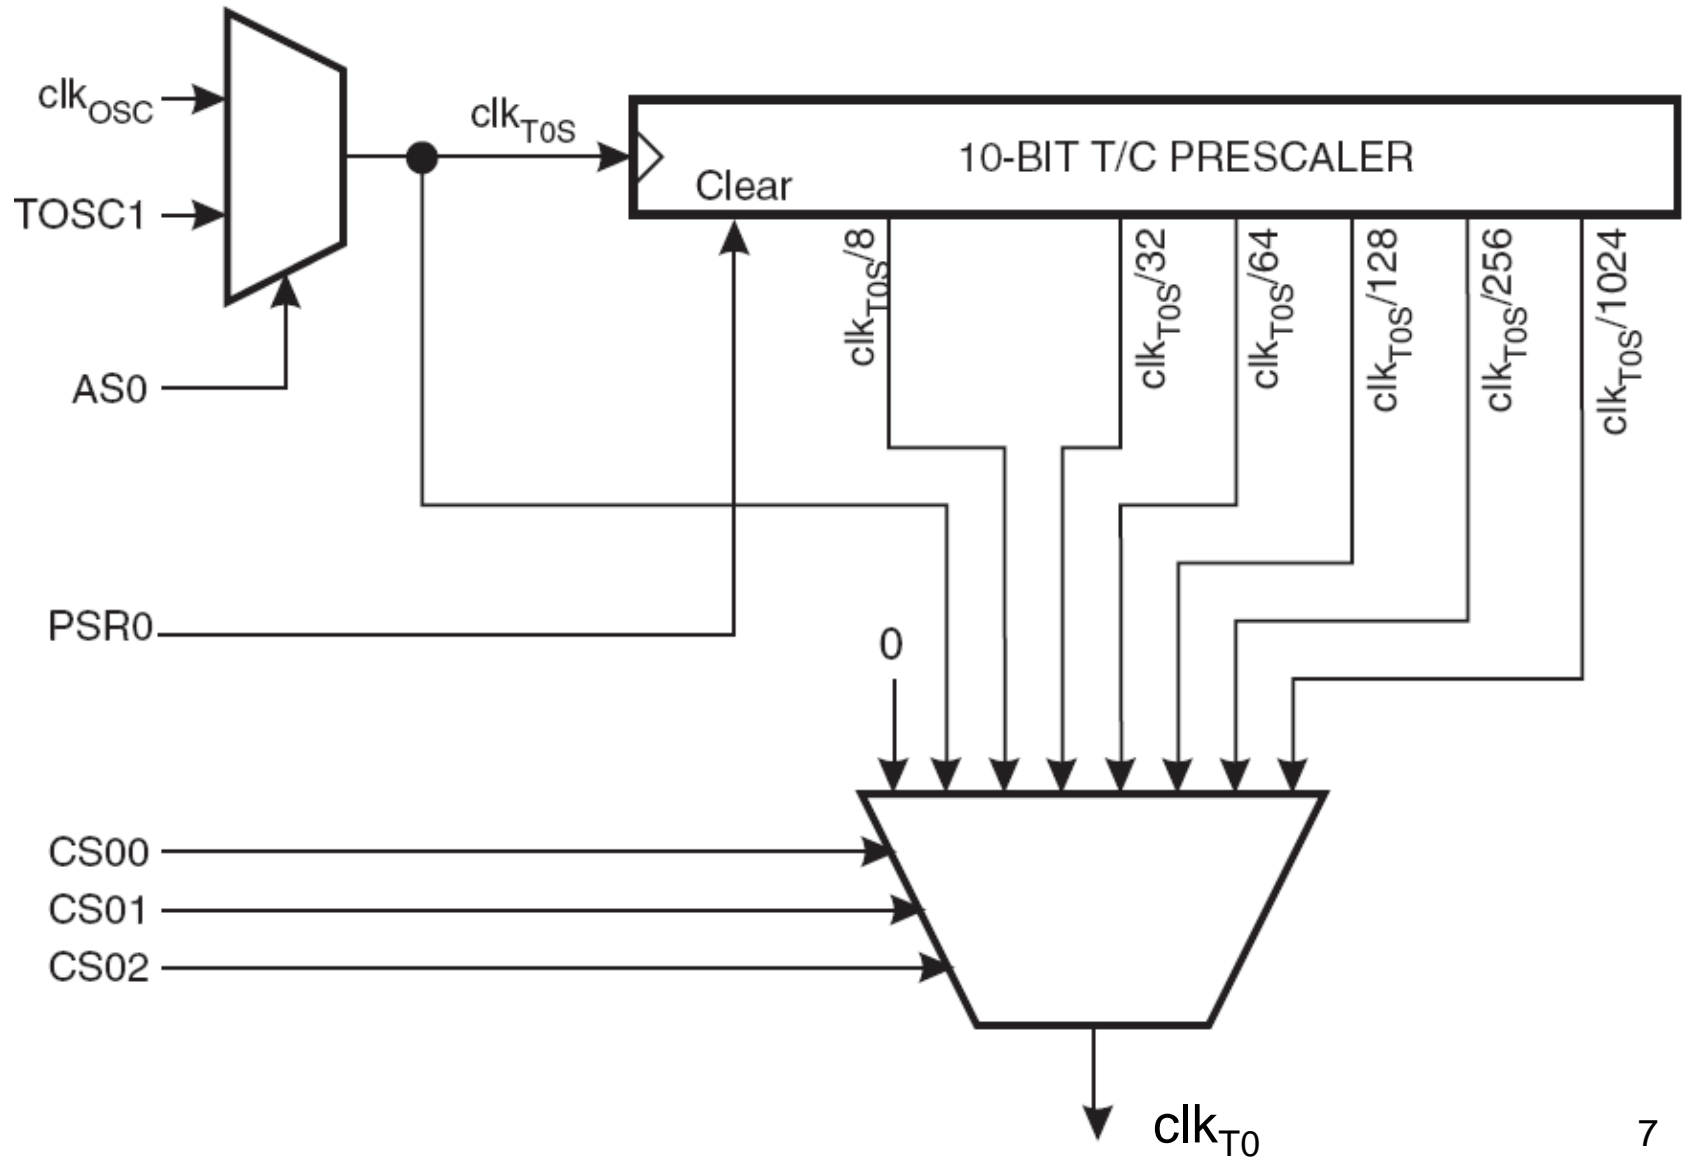 clkOSC
TOSC1
AS0
clkT0S
10-BIT T/C PRESCALER
Clear
clkT0S/8
clkT0S/32
clkT0S/64
clkT0S/128
clkT0S/256
clkT0S/1024
PSR0
0
CS00
CS01
CS02
clkT0
7